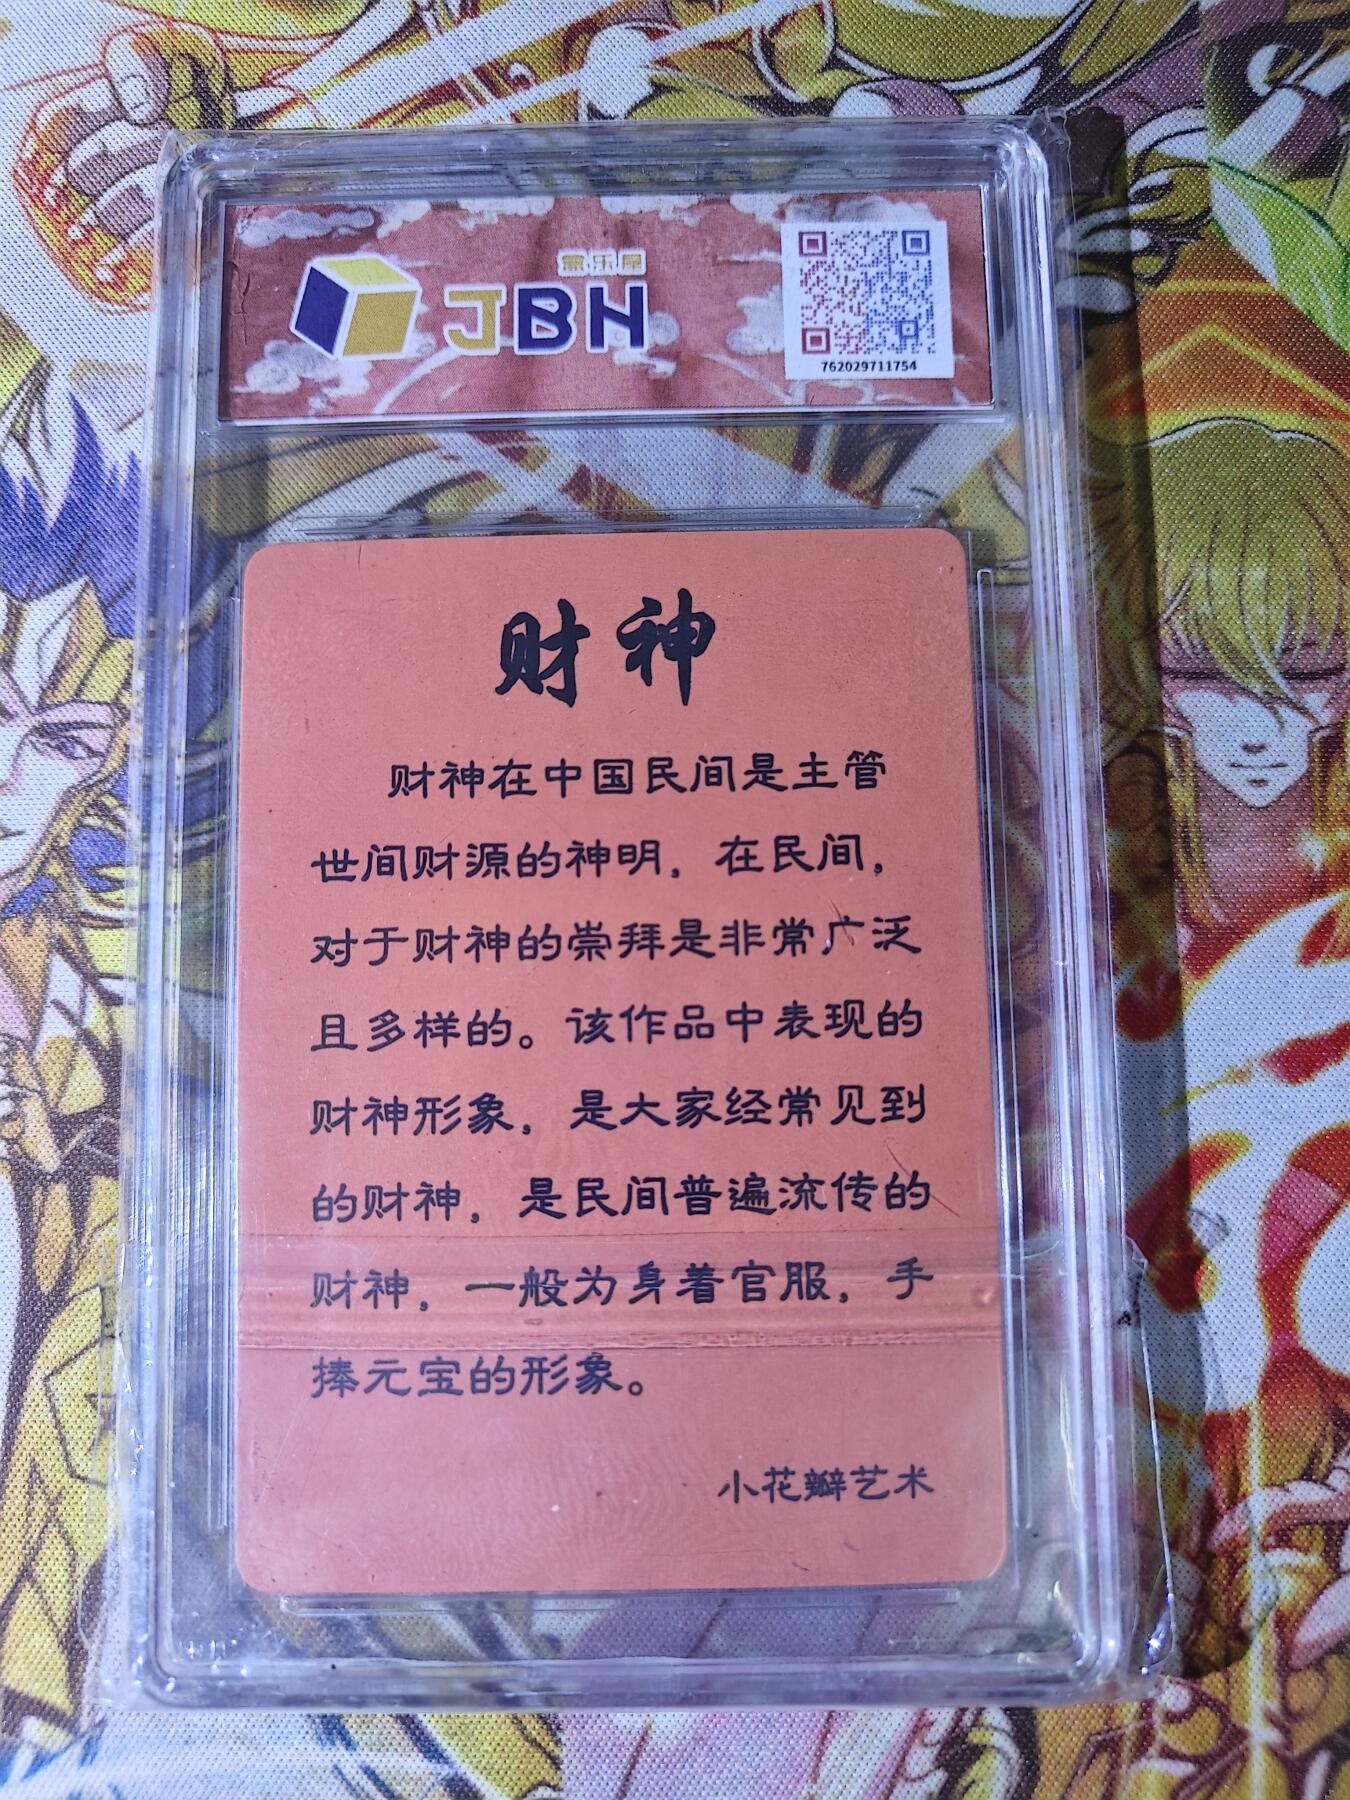 JBH
762029711754
财神
财神在中国民间是主管
世间财源的神明，在民间，
对于财神的崇拜是非常广泛
且多样的。该作品中表现的
财神形象，是大家经常见到
的财神，是民间普遍流传的
财神，一般为身着官服，手
捧元宝的形象。
小花瓣艺术